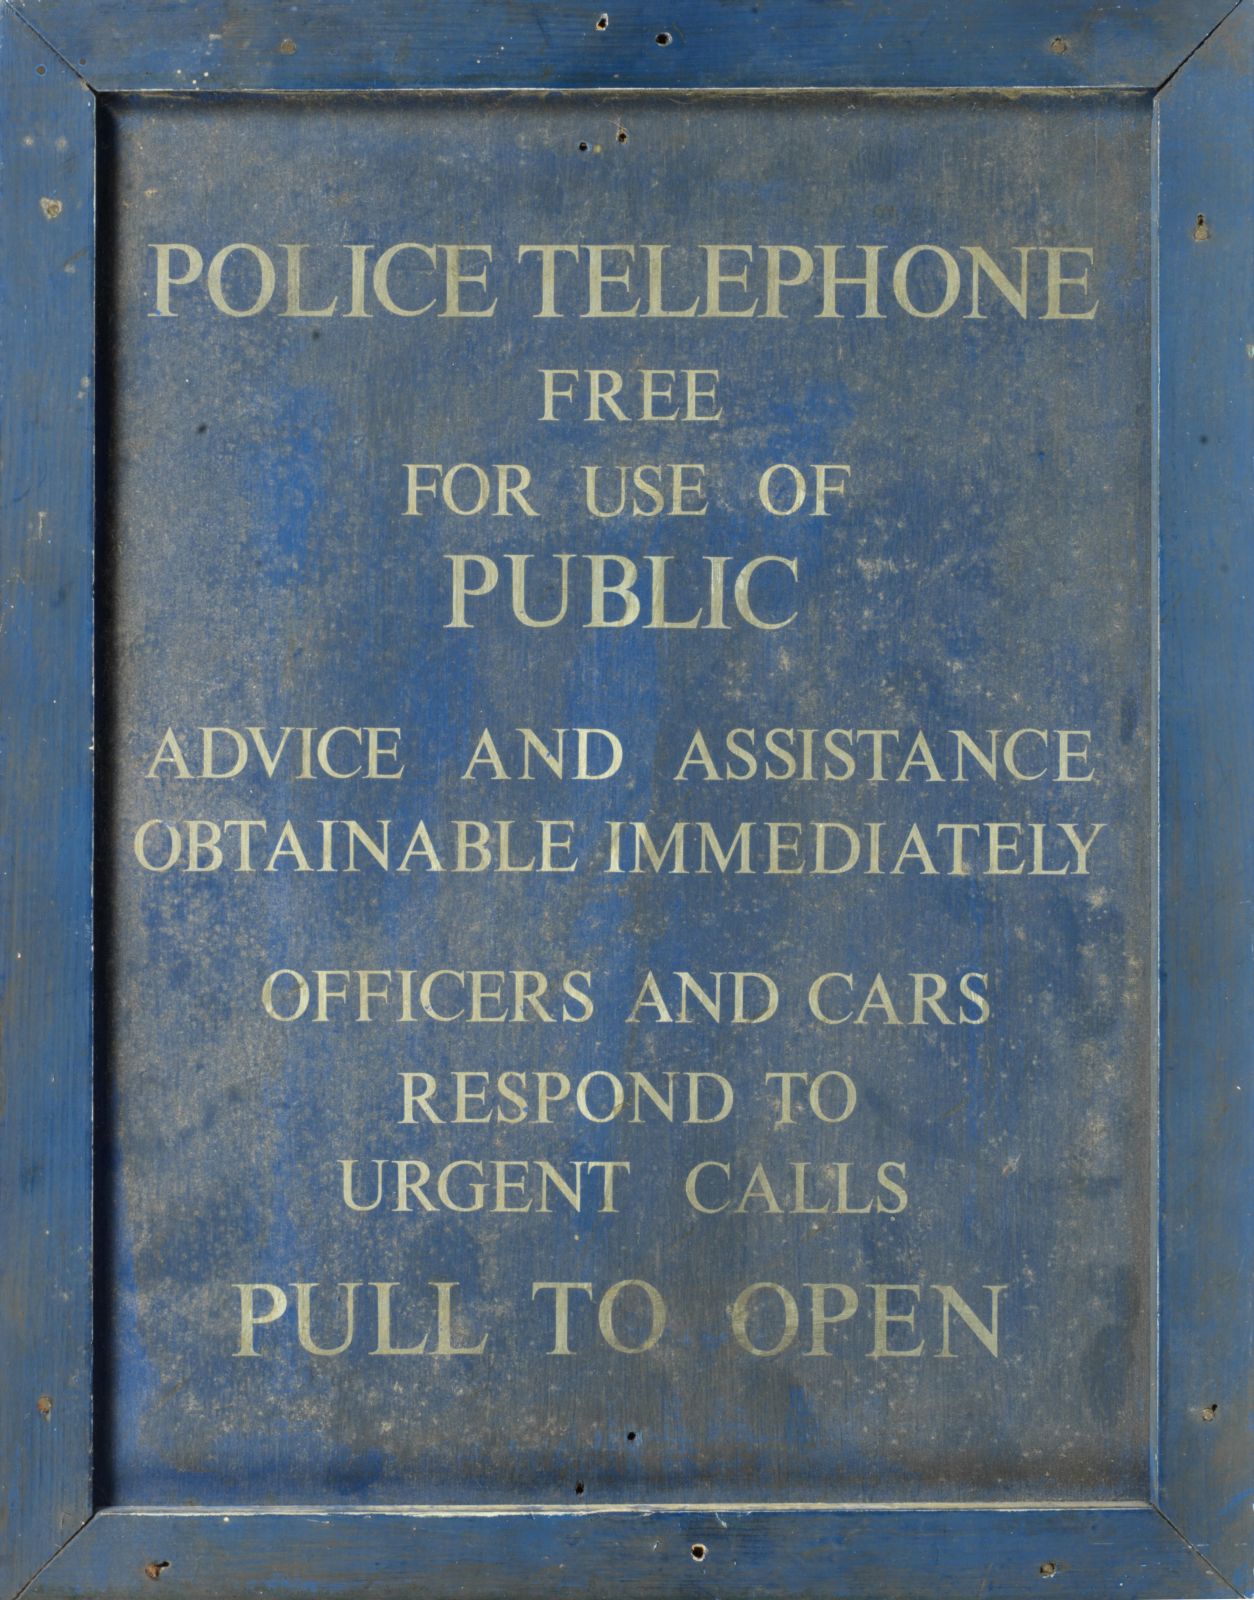 POLICE TELEPHONE
FREE
FOR USE OF
PUBLIC
ADVICE AND ASSISTANCE
OBTAINABLE IMMEDIATELY
OFFICERS AND CARS
RESPOND TO
URGENT CALLS
PULL TO OPEN